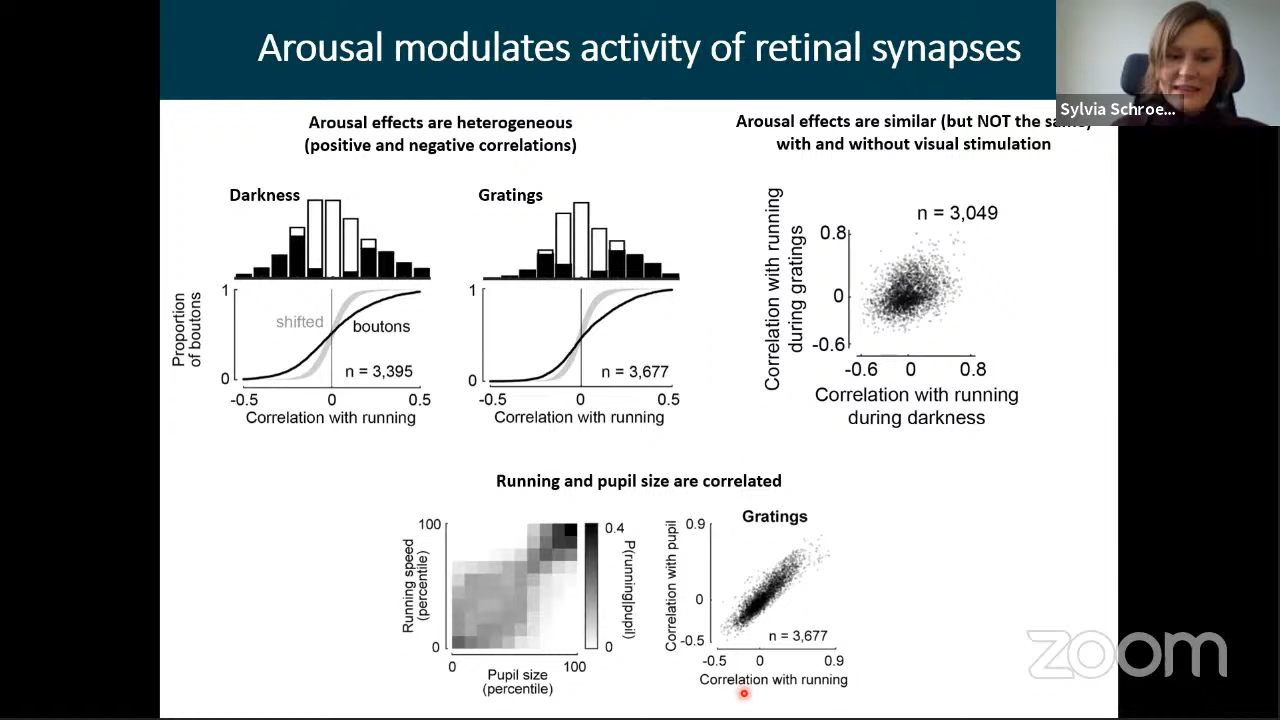 Arousal modulates activity of retinal synapses
Sylvia Schroe...
Arousal effects are heterogeneous
(positive and negative correlations)
Darkness
Gratings
Proportion
of boutons
1
0
shifted
boutons
n = 3,395
-0.5
0
0.5
Correlation with running
1
0
n = 3,677
-0.5
0
0.5
Correlation with running
Arousal effects are similar (but NOT the same)
with and without visual stimulation
Correlation with running
during gratings
n = 3,049
0.8
0
-0.6
-0.6
0
0.8
Correlation with running
during darkness
Running and pupil size are correlated
Running speed
(percentile)
100
0
0
100
Pupil size
(percentile)
0.4
0
P(running|pupil)
Gratings
Correlation with pupil
0.9
0
-0.5
n = 3,677
-0.5
0
0.9
Correlation with running
zoom